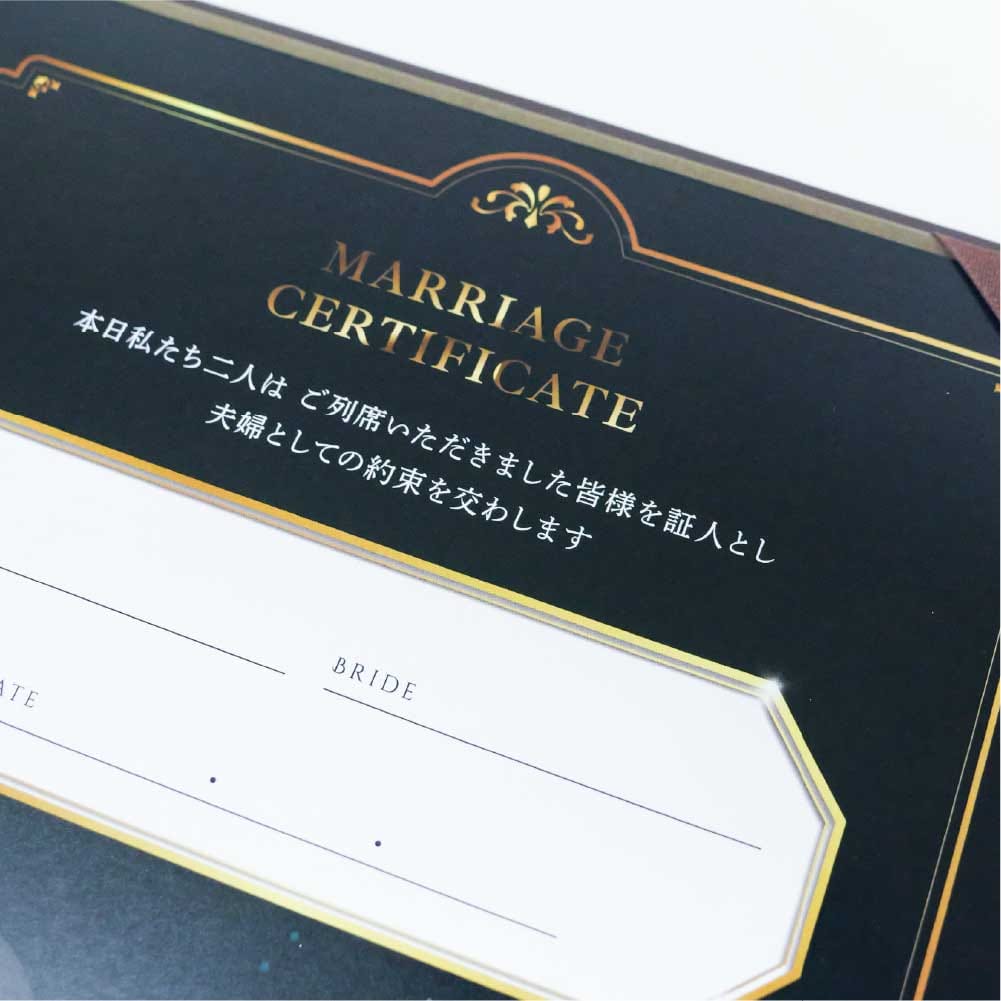 MARRIAGE
CERTIFICATE
本日私たち二人は ご列席いただきました皆様を証人とし
夫婦としての約束を交わします
BRIDE
ATE
. .